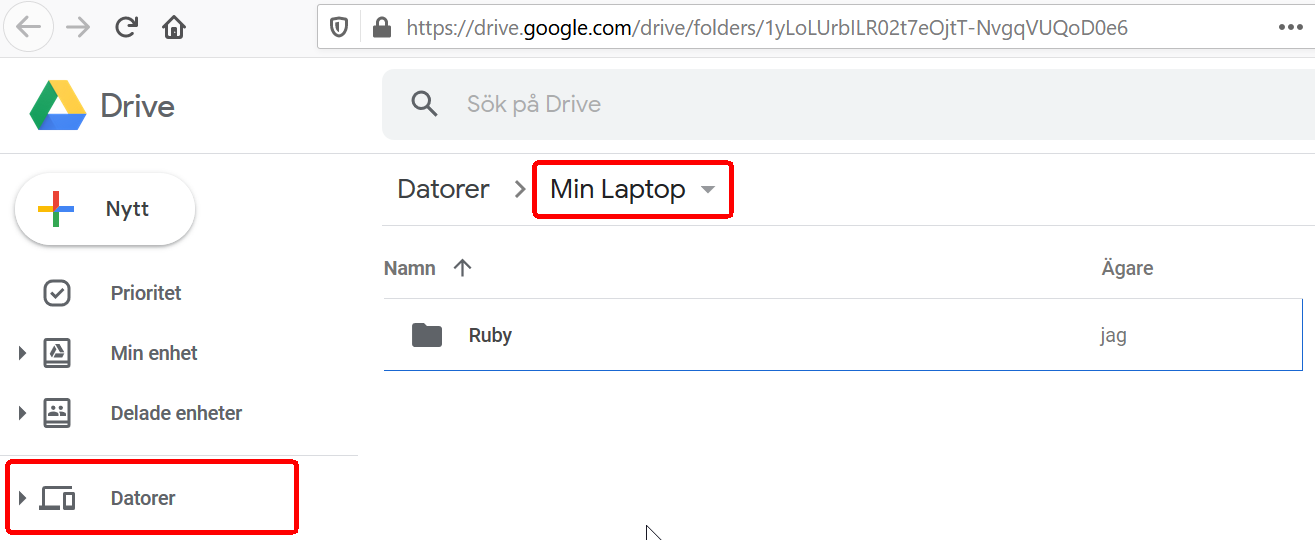 https://drive.google.com/drive/folders/1yLoLUrbILR02t7eOjtT-NvgqVUQoD0e6
Drive
Sök på Drive
Datorer
Min Laptop
Nytt
Namn
Ägare
Prioritet
Ruby
jag
Min enhet
Delade enheter
Datorer